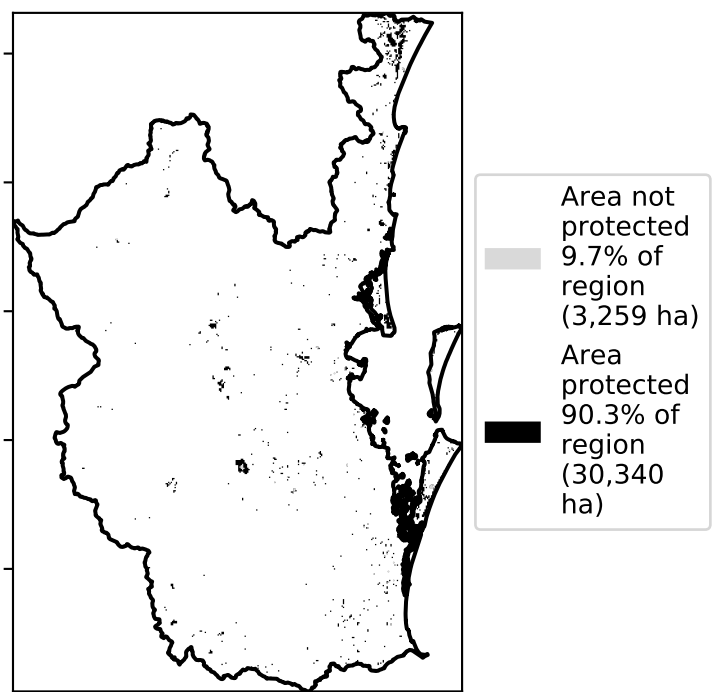 Area not
protected
9.7% of
region
(3,259 ha)
Area
protected
90.3% of
region
(30,340
ha)